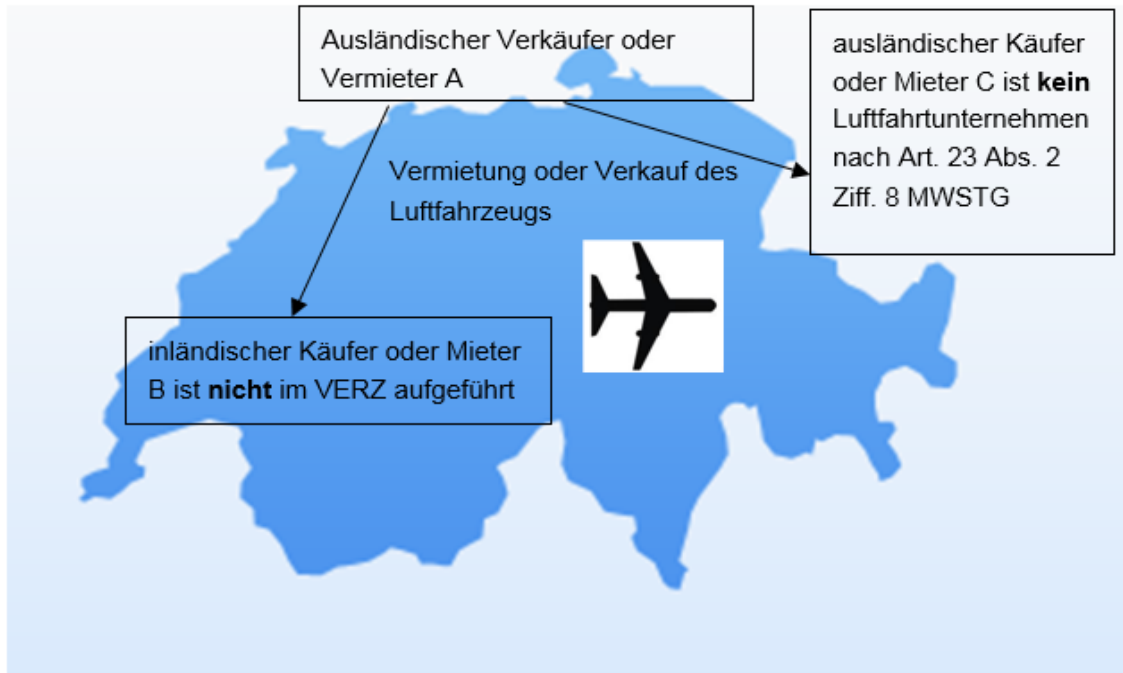 Ausländischer Verkäufer oder
Vermieter A
ausländischer Käufer
oder Mieter C ist kein
Luftfahrtunternehmen
nach Art. 23 Abs. 2
Ziff. 8 MWSTG
Vermietung oder Verkauf des
Luftfahrzeugs
inländischer Käufer oder Mieter
B ist nicht im VERZ aufgeführt